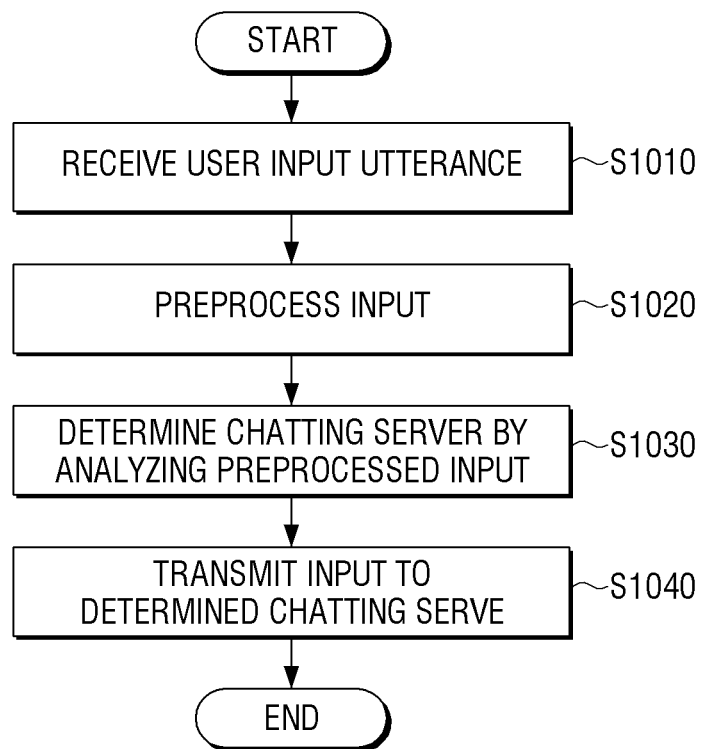 START
RECEIVE USER INPUT UTTERANCE
S1010
PREPROCESS INPUT
S1020
DETERMINE CHATTING SERVER BY
ANALYZING PREPROCESSED INPUT
S1030
TRANSMIT INPUT TO
DETERMINED CHATTING SERVE
S1040
END